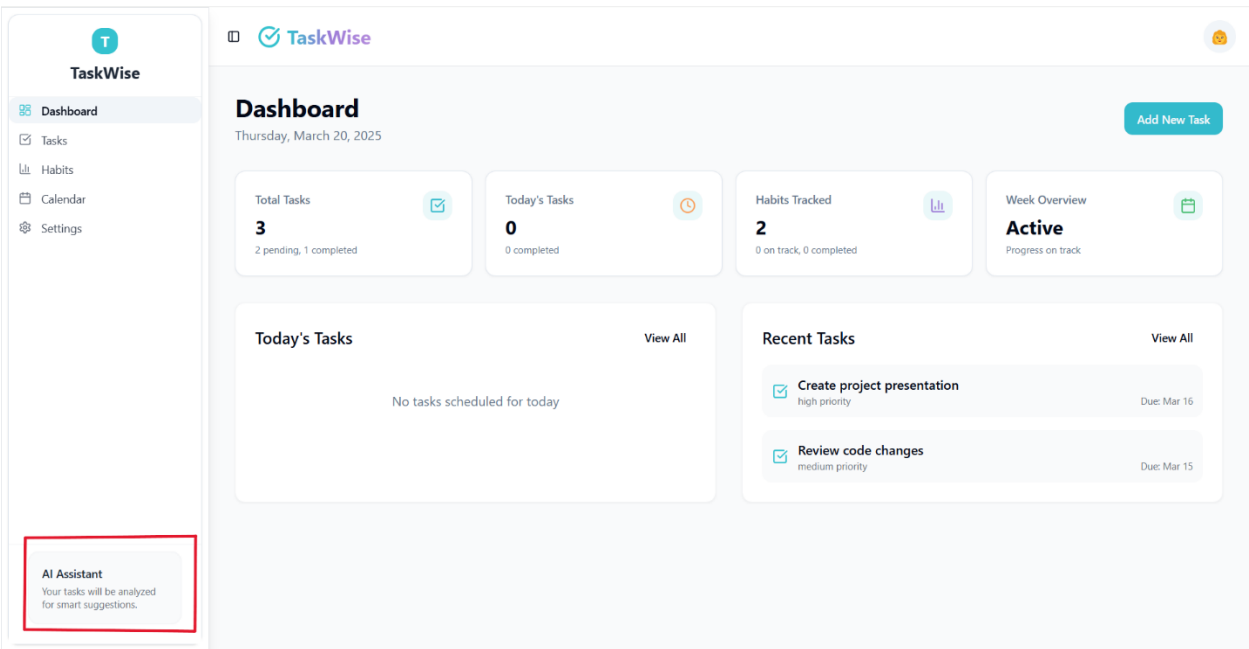 T
TaskWise
Dashboard
Tasks
Habits
Calendar
Settings
AI Assistant
Your tasks will be analyzed
for smart suggestions.
TaskWise
Dashboard
Thursday, March 20, 2025
Add New Task
Total Tasks
3
2 pending, 1 completed
Today's Tasks
0
0 completed
Habits Tracked
2
0 on track, 0 completed
Week Overview
Active
Progress on track
Today's Tasks
View All
No tasks scheduled for today
Recent Tasks
View All
Create project presentation
high priority
Due: Mar 16
Review code changes
medium priority
Due: Mar 15